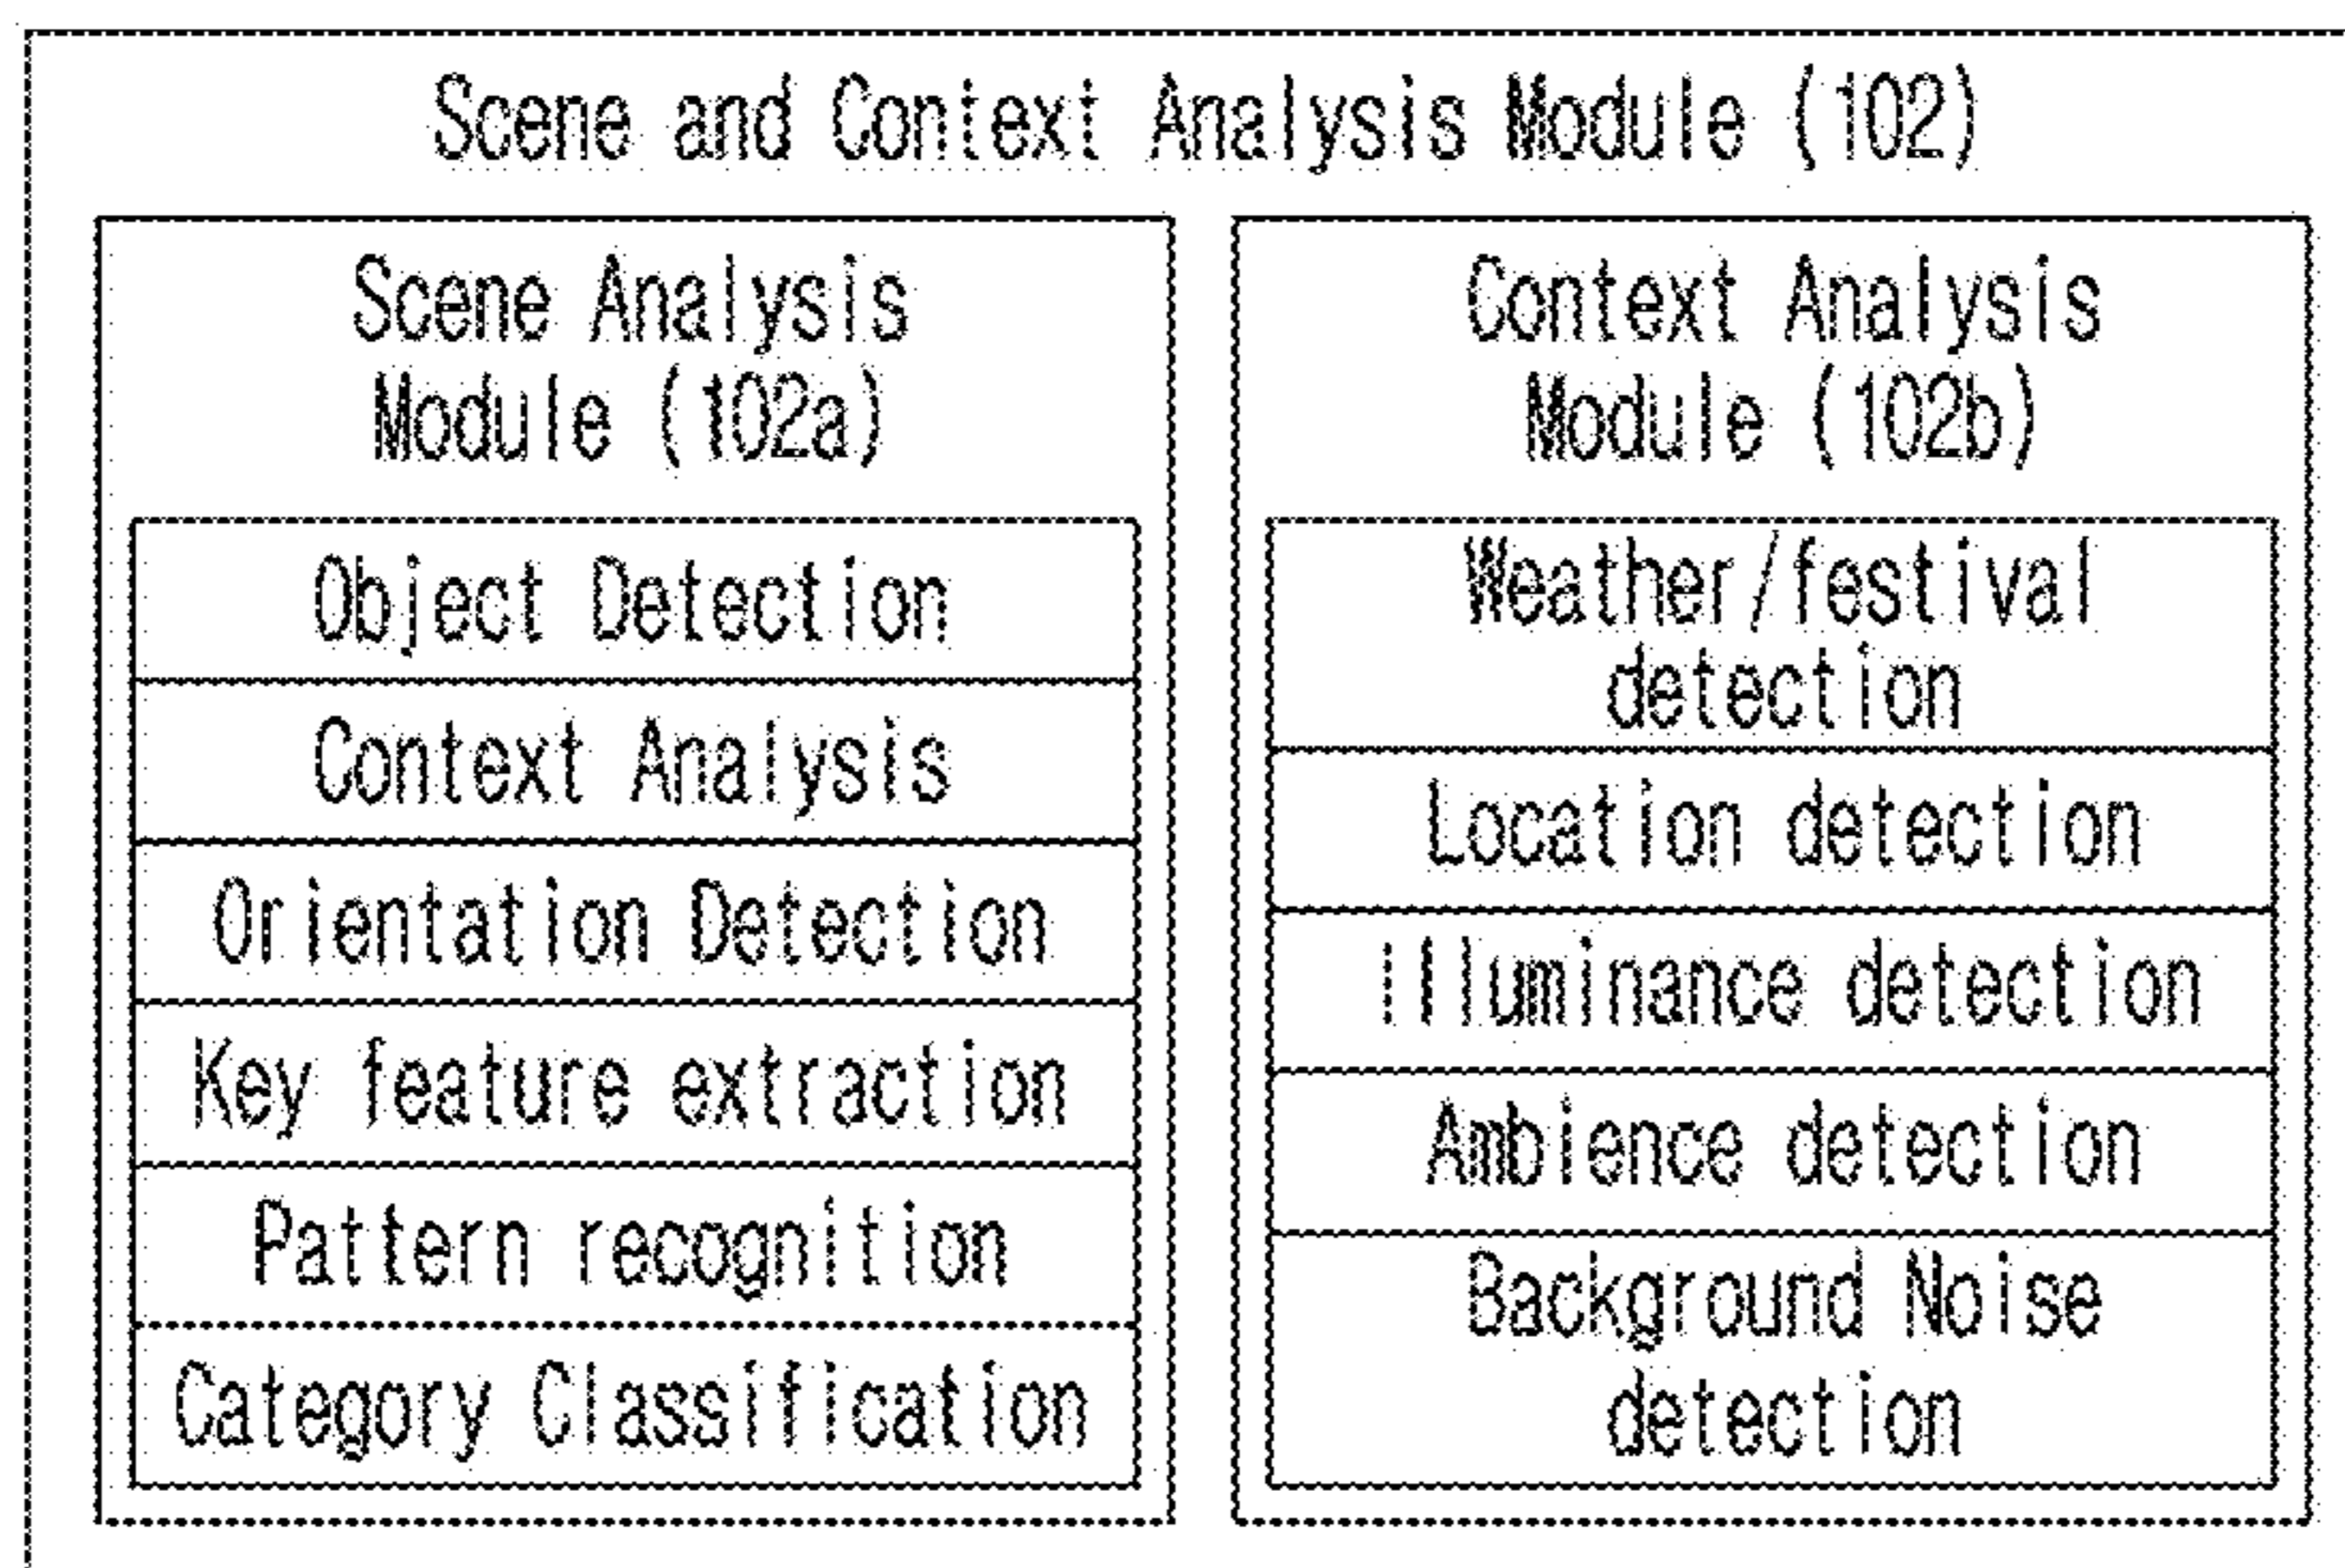 Scene and Context Analysis Module (102)
Scene Analysis
Module (102a)
Object Detection
Context Analysis
Orientation Detection
Key feature extraction
Pattern recognition
Category Classification
Context Analysis
Module (102b)
Weather/festival
detection
Location detection
Illuminance detection
Ambience detection
Background Noise
detection